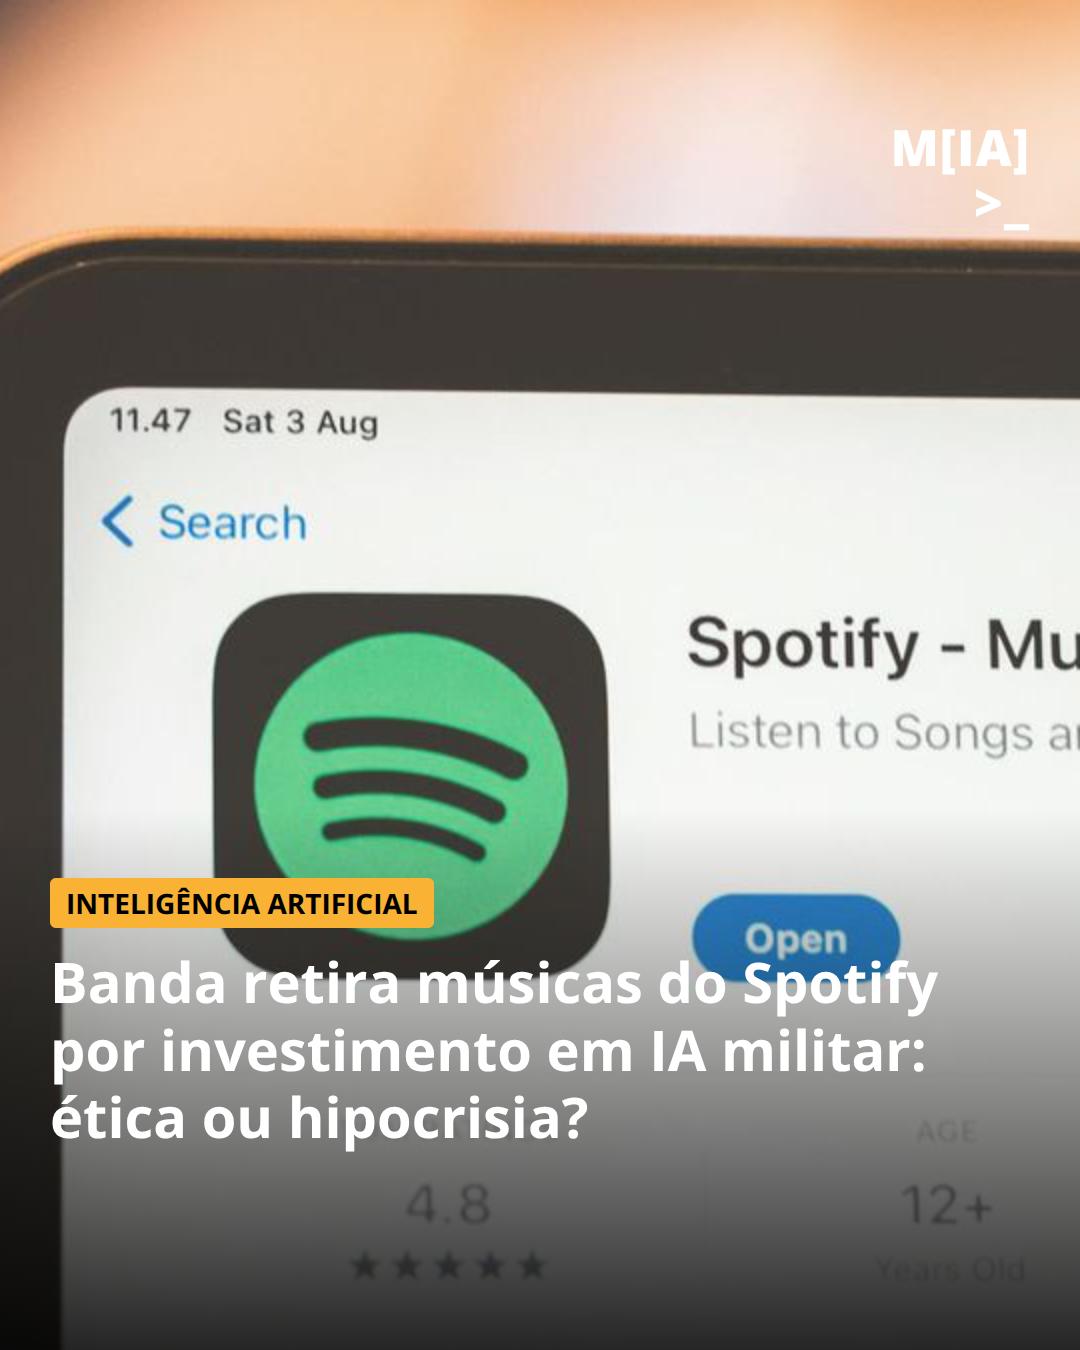 M[IA]
>_
11.47 Sat 3 Aug
Search
Spotify - Mu
Listen to Songs a
INTELIGÊNCIA ARTIFICIAL
Open
Banda retira músicas do Spotify
por investimento em IA militar:
ética ou hipocrisia?
AGE
4.8
12+
★★★★★
Years Old